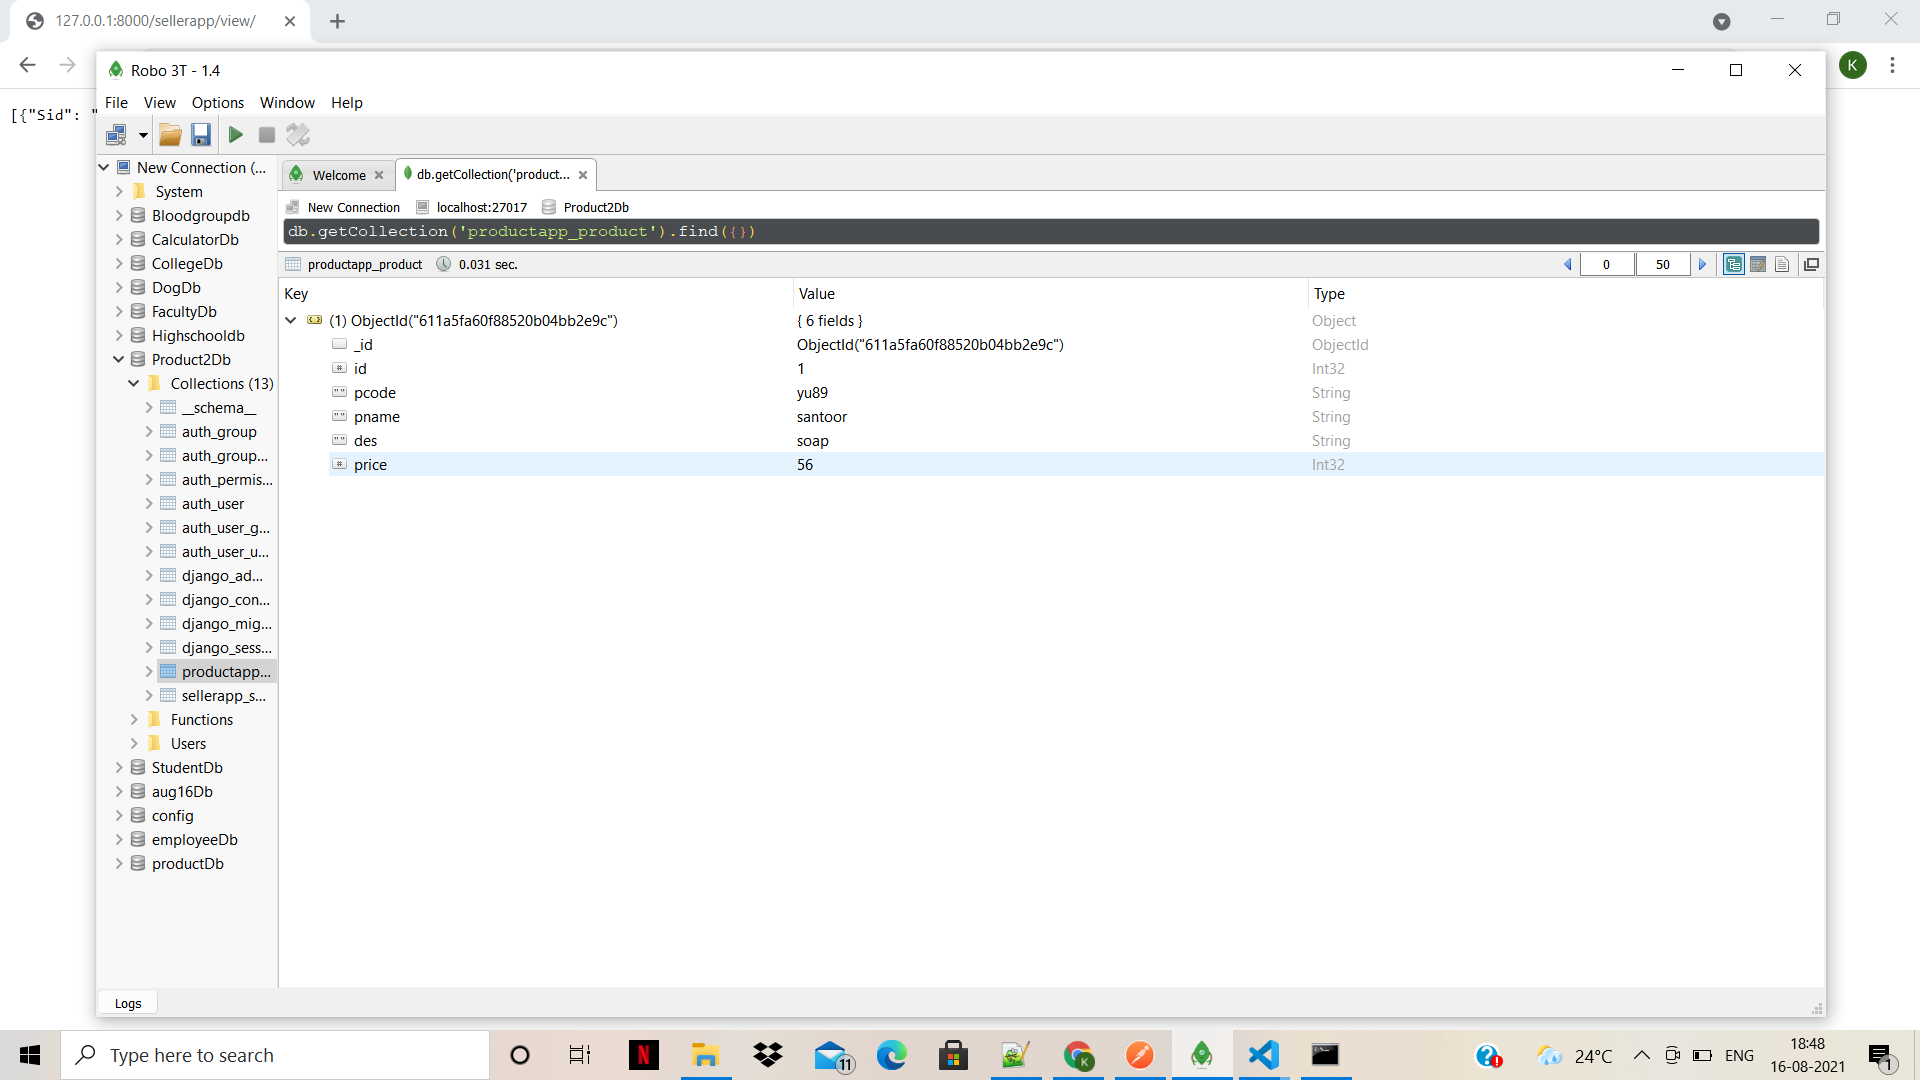 127.0.0.1:8000/sellerapp/view/
K
[{"Sid": "
Robo 3T - 1.4
File View Options Window Help
New Connection (...
System
Bloodgroupdb
CalculatorDb
CollegeDb
DogDb
FacultyDb
Highschooldb
Product2Db
Collections (13)
__schema__
auth_group
auth_group...
auth_permis...
auth_user
auth_user_g...
auth_user_u...
django_ad...
django_con...
django_mig...
django_sess...
productapp...
sellerapp_s...
Functions
Users
StudentDb
aug16Db
config
employeeDb
productDb
Welcome db.getCollection('product...
New Connection localhost:27017 Product2Db
db.getCollection('productapp_product').find({})
productapp_product 0.031 sec. 0 50
Key Value Type
(1) ObjectId("611a5fa60f88520b04bb2e9c") { 6 fields } Object
_id ObjectId("611a5fa60f88520b04bb2e9c") ObjectId
id 1 Int32
pcode yu89 String
pname santoor String
des soap String
price 56 Int32
Logs
Type here to search
N
11
K
24°C
ENG
18:48
16-08-2021
1